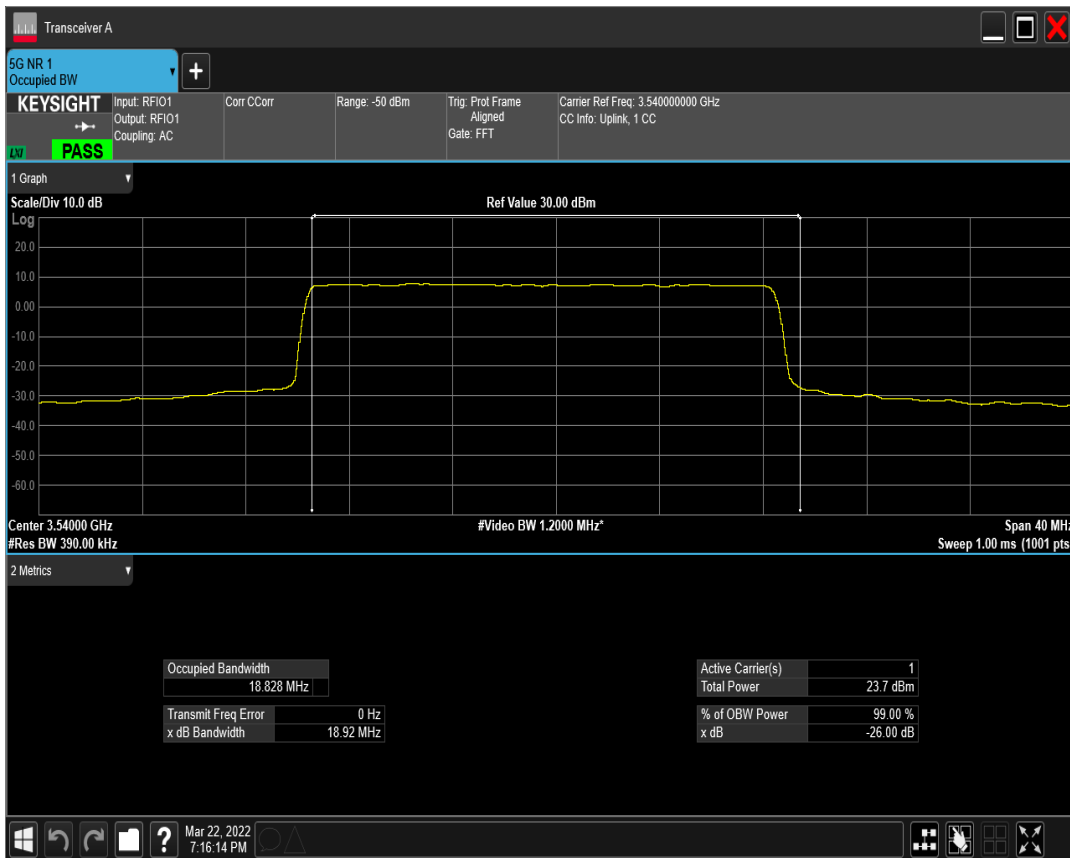 Transceiver A
5G NR 1
Occupied BW
KEYSIGHT
LXI
PASS
Input: RFIO1
Output: RFIO1
Coupling: AC
Corr CCorr
Range: -50 dBm
Trig: Prot Frame
Aligned
Gate: FFT
Carrier Ref Freq: 3.540000000 GHz
CC Info: Uplink, 1 CC
1 Graph
Scale/Div 10.0 dB
Ref Value 30.00 dBm
Log
20.0
10.0
0.00
-10.0
-20.0
-30.0
-40.0
-50.0
-60.0
Center 3.54000 GHz
#Video BW 1.2000 MHz*
Span 40 MHz
#Res BW 390.00 kHz
Sweep 1.00 ms (1001 pts
2 Metrics
Occupied Bandwidth
18.828 MHz
Transmit Freq Error 0 Hz
x dB Bandwidth 18.92 MHz
Active Carrier(s) 1
Total Power 23.7 dBm
% of OBW Power 99.00 %
x dB -26.00 dB
?
Mar 22, 2022
7:16:14 PM